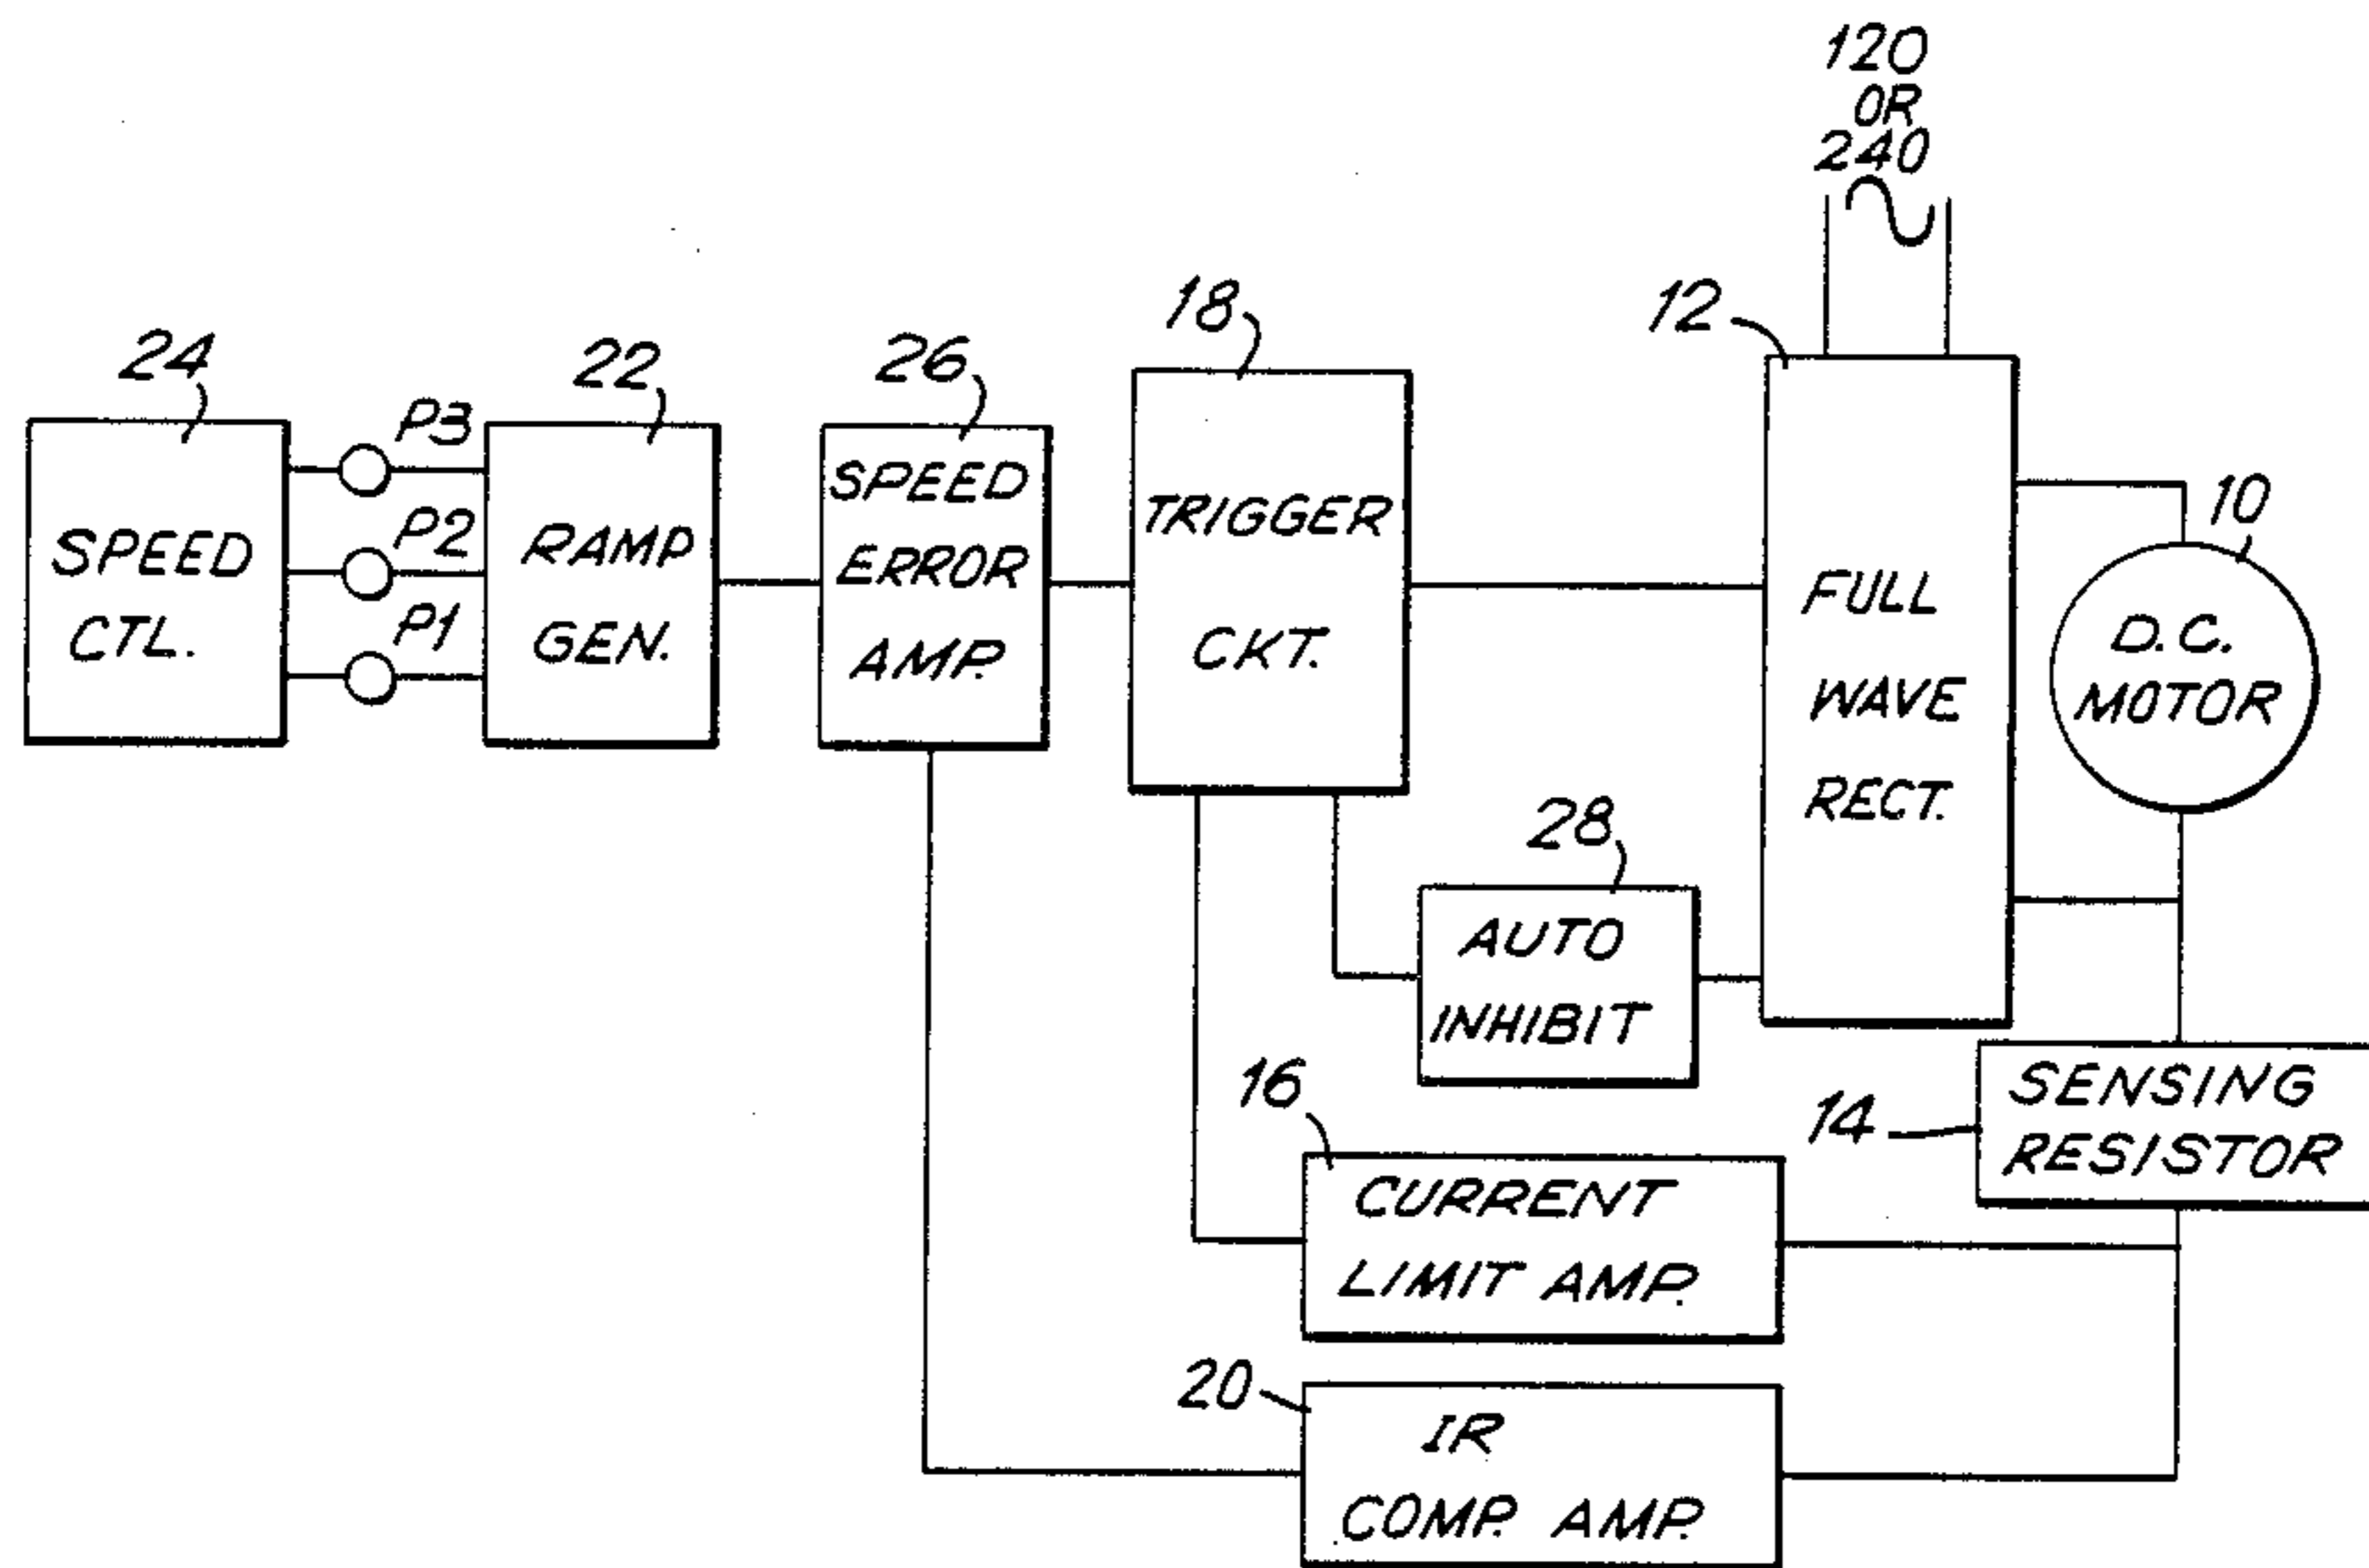 120
OR
240
24
P3
P2
P1
SPEED
CTL.
22
RAMP
GEN.
26
SPEED
ERROR
AMP.
18
TRIGGER
CKT.
12
FULL
WAVE
RECT.
10
D.C.
MOTOR
28
AUTO
INHIBIT
14
SENSING
RESISTOR
16
CURRENT
LIMIT AMP.
20
IR
COMP. AMP.